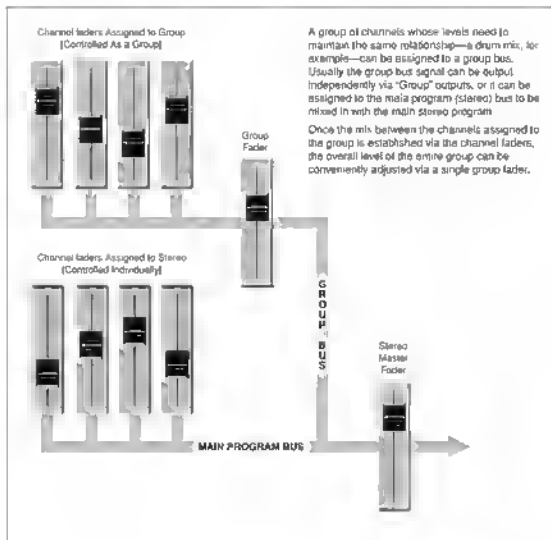 Channel faders Assigned to Group
[Controlled As a Group]
A group of channels whose levels need to
maintain the same relationship—a drum mix, for
example—can be assigned to a group bus.
Usually the group bus signal can be output
independently via "Group" outputs, or it can be
assigned to the main program (stereo) bus to be
mixed in with the main stereo program
Once the mix between the channels assigned to
the group is established via the channel faders,
the overall level of the entire group can be
conveniently adjusted via a single group fader.
Group
Fader
Channel faders Assigned to Stereo
[Controlled Individually]
GROUP BUS
Stereo
Master
Fader
MAIN PROGRAM BUS